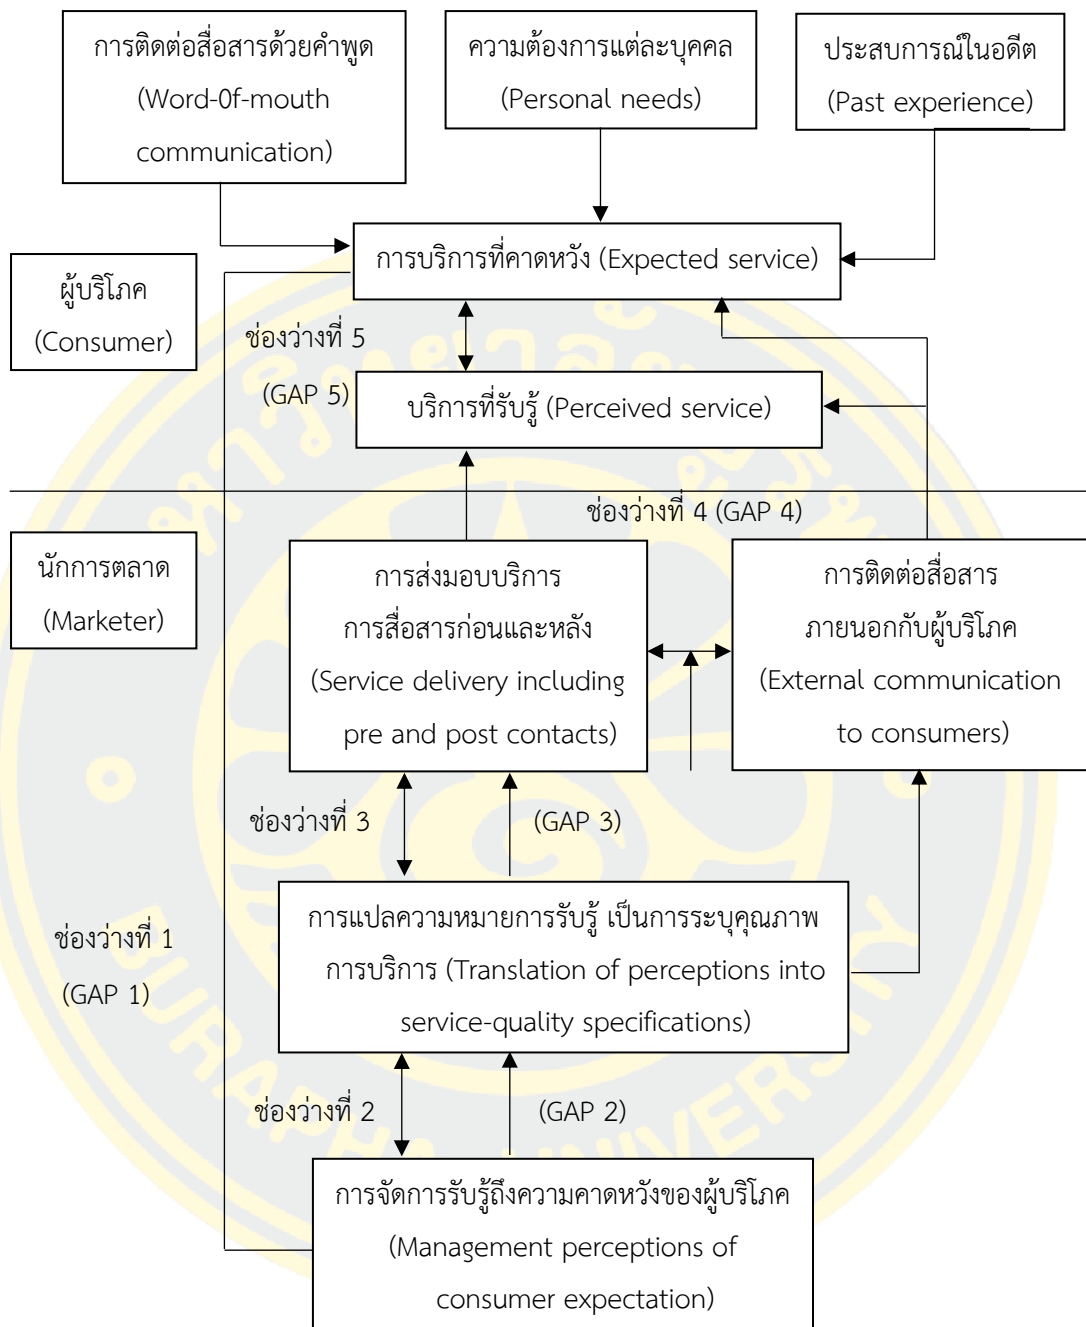 การติดต่อสื่อสารด้วยคำพูด
(Word-0f-mouth
communication)
ความต้องการแต่ละบุคคล
(Personal needs)
ประสบการณ์ในอดีต
(Past experience)
การบริการที่คาดหวัง (Expected service)
ผู้บริโภค
(Consumer)
ช่องว่างที่ 5
(GAP 5)
บริการที่รับรู้ (Perceived service)
ช่องว่างที่ 4 (GAP 4)
นักการตลาด
(Marketer)
การส่งมอบบริการ
การสื่อสารก่อนและหลัง
(Service delivery including
pre and post contacts)
การติดต่อสื่อสาร
ภายนอกกับผู้บริโภค
(External communication
to consumers)
ช่องว่างที่ 3
(GAP 3)
การแปลความหมายการรับรู้ เป็นการระบุคุณภาพ
การบริการ (Translation of perceptions into
service-quality specifications)
ช่องว่างที่ 1
(GAP 1)
ช่องว่างที่ 2
(GAP 2)
การจัดการรับรู้ถึงความคาดหวังของผู้บริโภค
(Management perceptions of
consumer expectation)
BURAPHA UNIVERSITY